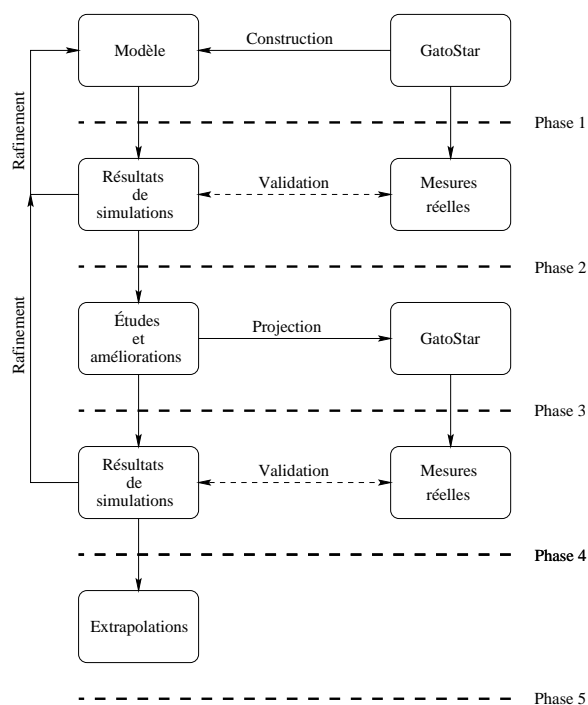 Modèle
Construction
GatoStar
Rafinement
Phase 1
Résultats
de
simulations
Validation
Mesures
réelles
Phase 2
Rafinement
Études
et
améliorations
Projection
GatoStar
Phase 3
Résultats
de
simulations
Validation
Mesures
réelles
Phase 4
Extrapolations
Phase 5